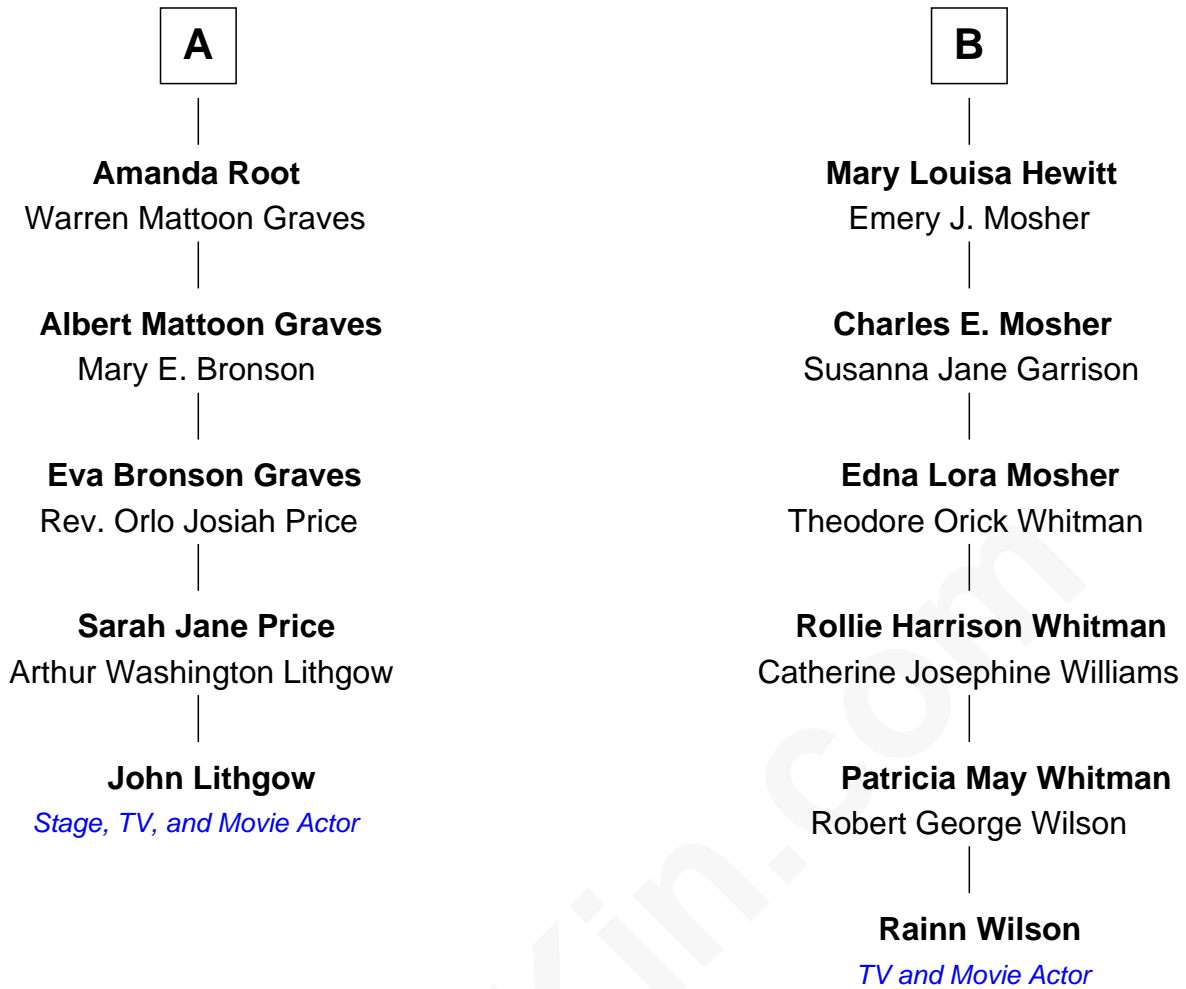 A
Amanda Root
Warren Mattoon Graves
Albert Mattoon Graves
Mary E. Bronson
Eva Bronson Graves
Rev. Orlo Josiah Price
Sarah Jane Price
Arthur Washington Lithgow
John Lithgow
Stage, TV, and Movie Actor
B
Mary Louisa Hewitt
Emery J. Mosher
Charles E. Mosher
Susanna Jane Garrison
Edna Lora Mosher
Theodore Orick Whitman
Rollie Harrison Whitman
Catherine Josephine Williams
Patricia May Whitman
Robert George Wilson
Rainn Wilson
TV and Movie Actor
Kin.com